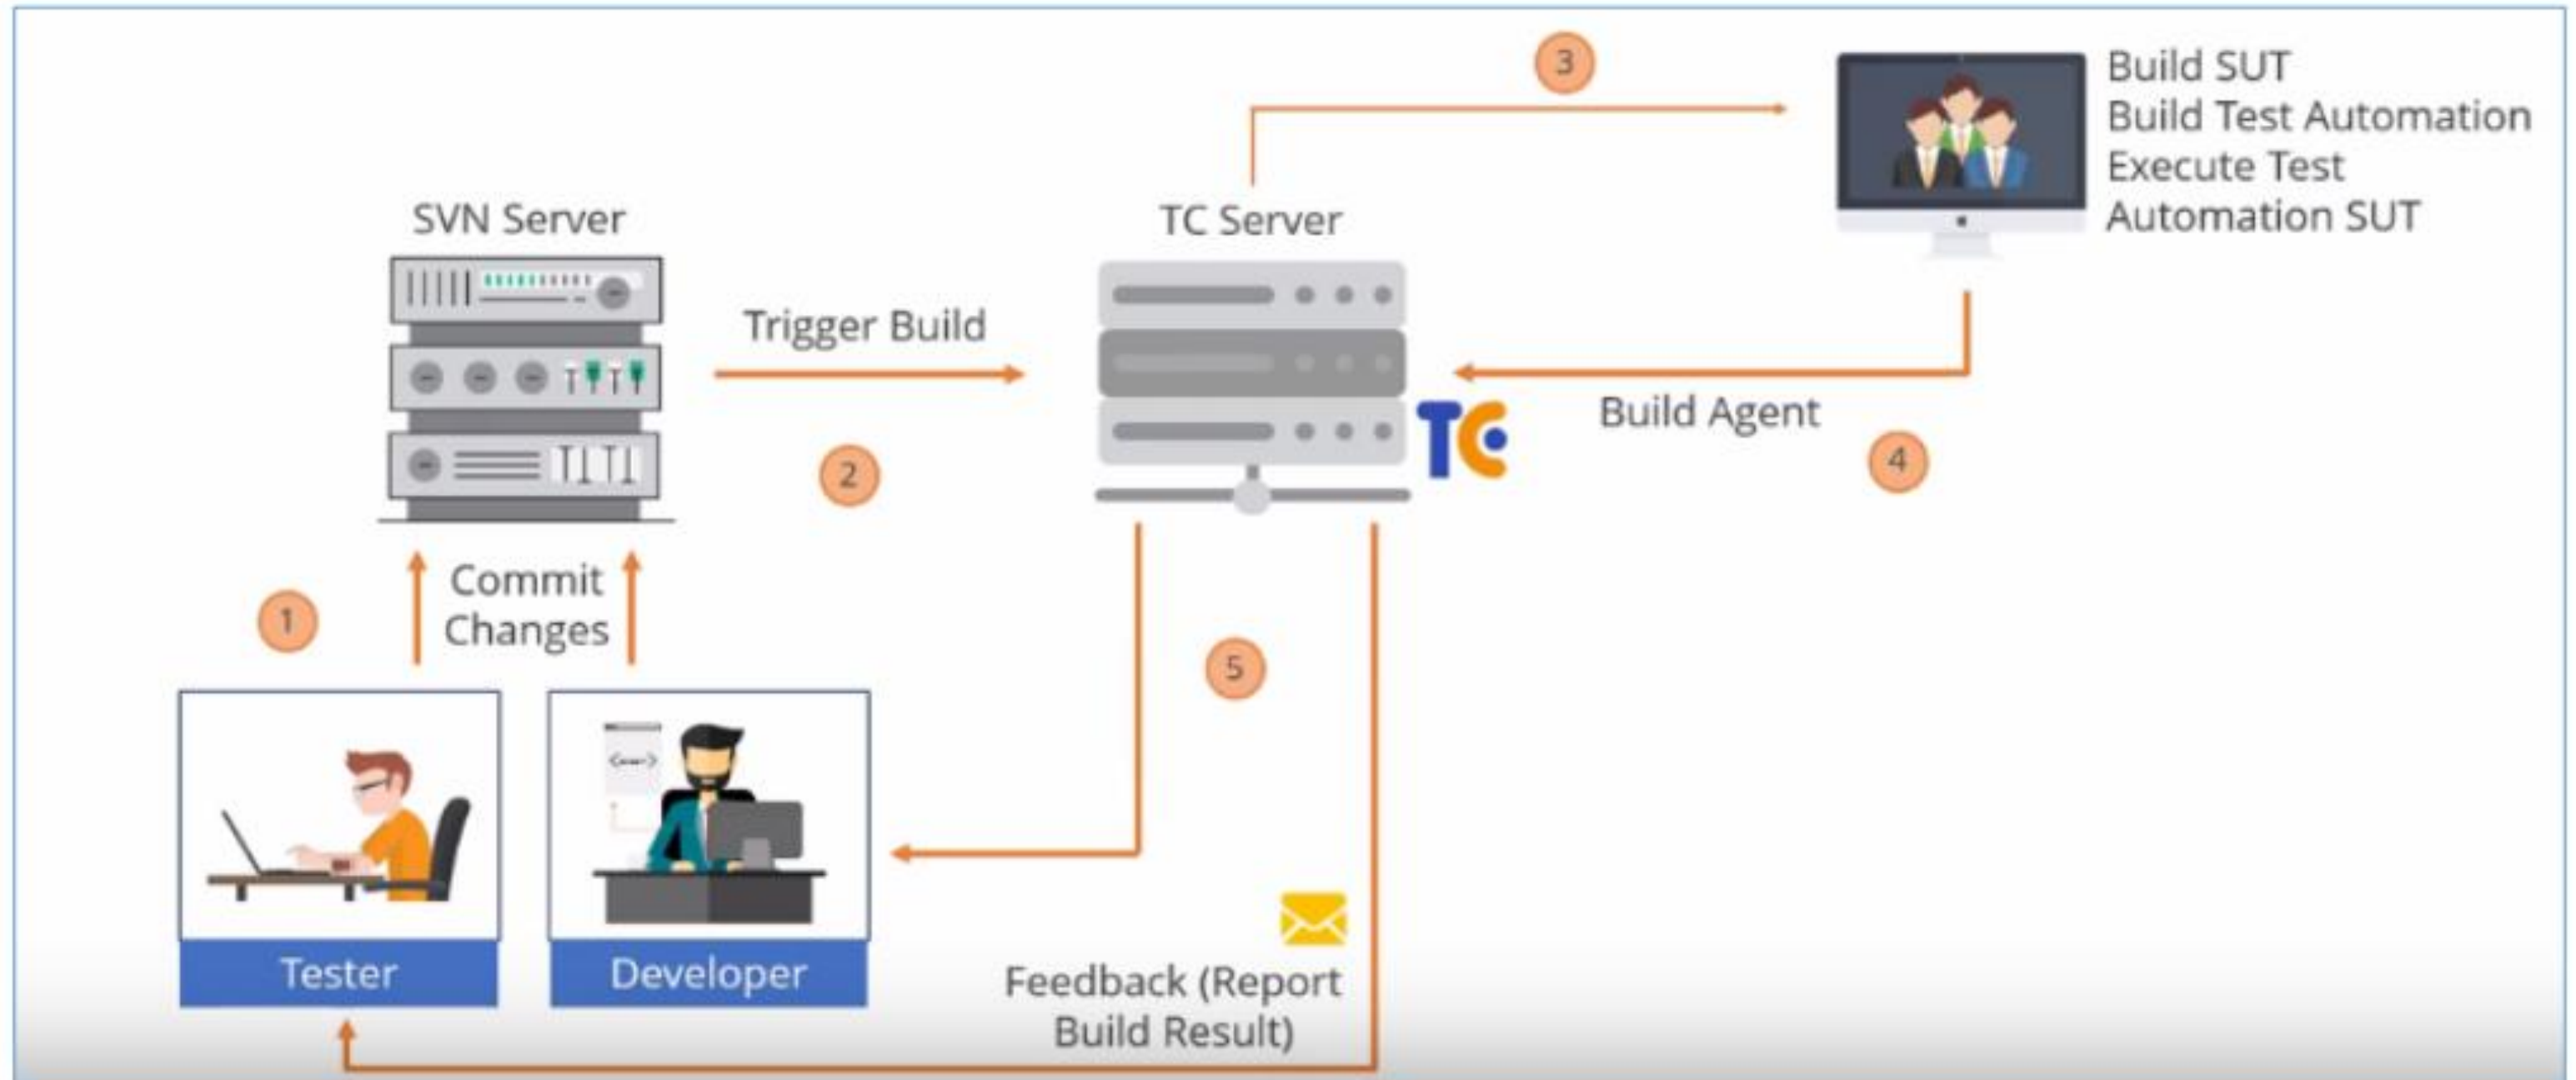 3
Build SUT
Build Test Automation
Execute Test
Automation SUT
SVN Server
TC Server
Trigger Build
2
TC
Build Agent
4
1
Commit
Changes
5
Tester
Developer
Feedback (Report
Build Result)